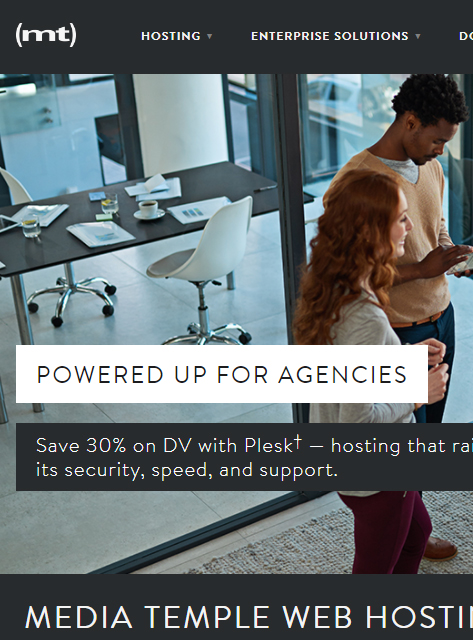 (mt)
HOSTING ▾ ENTERPRISE SOLUTIONS ▾
POWERED UP FOR AGENCIES
Save 30% on DV with Plesk† — hosting that
its security, speed, and support.
MEDIA TEMPLE WEB